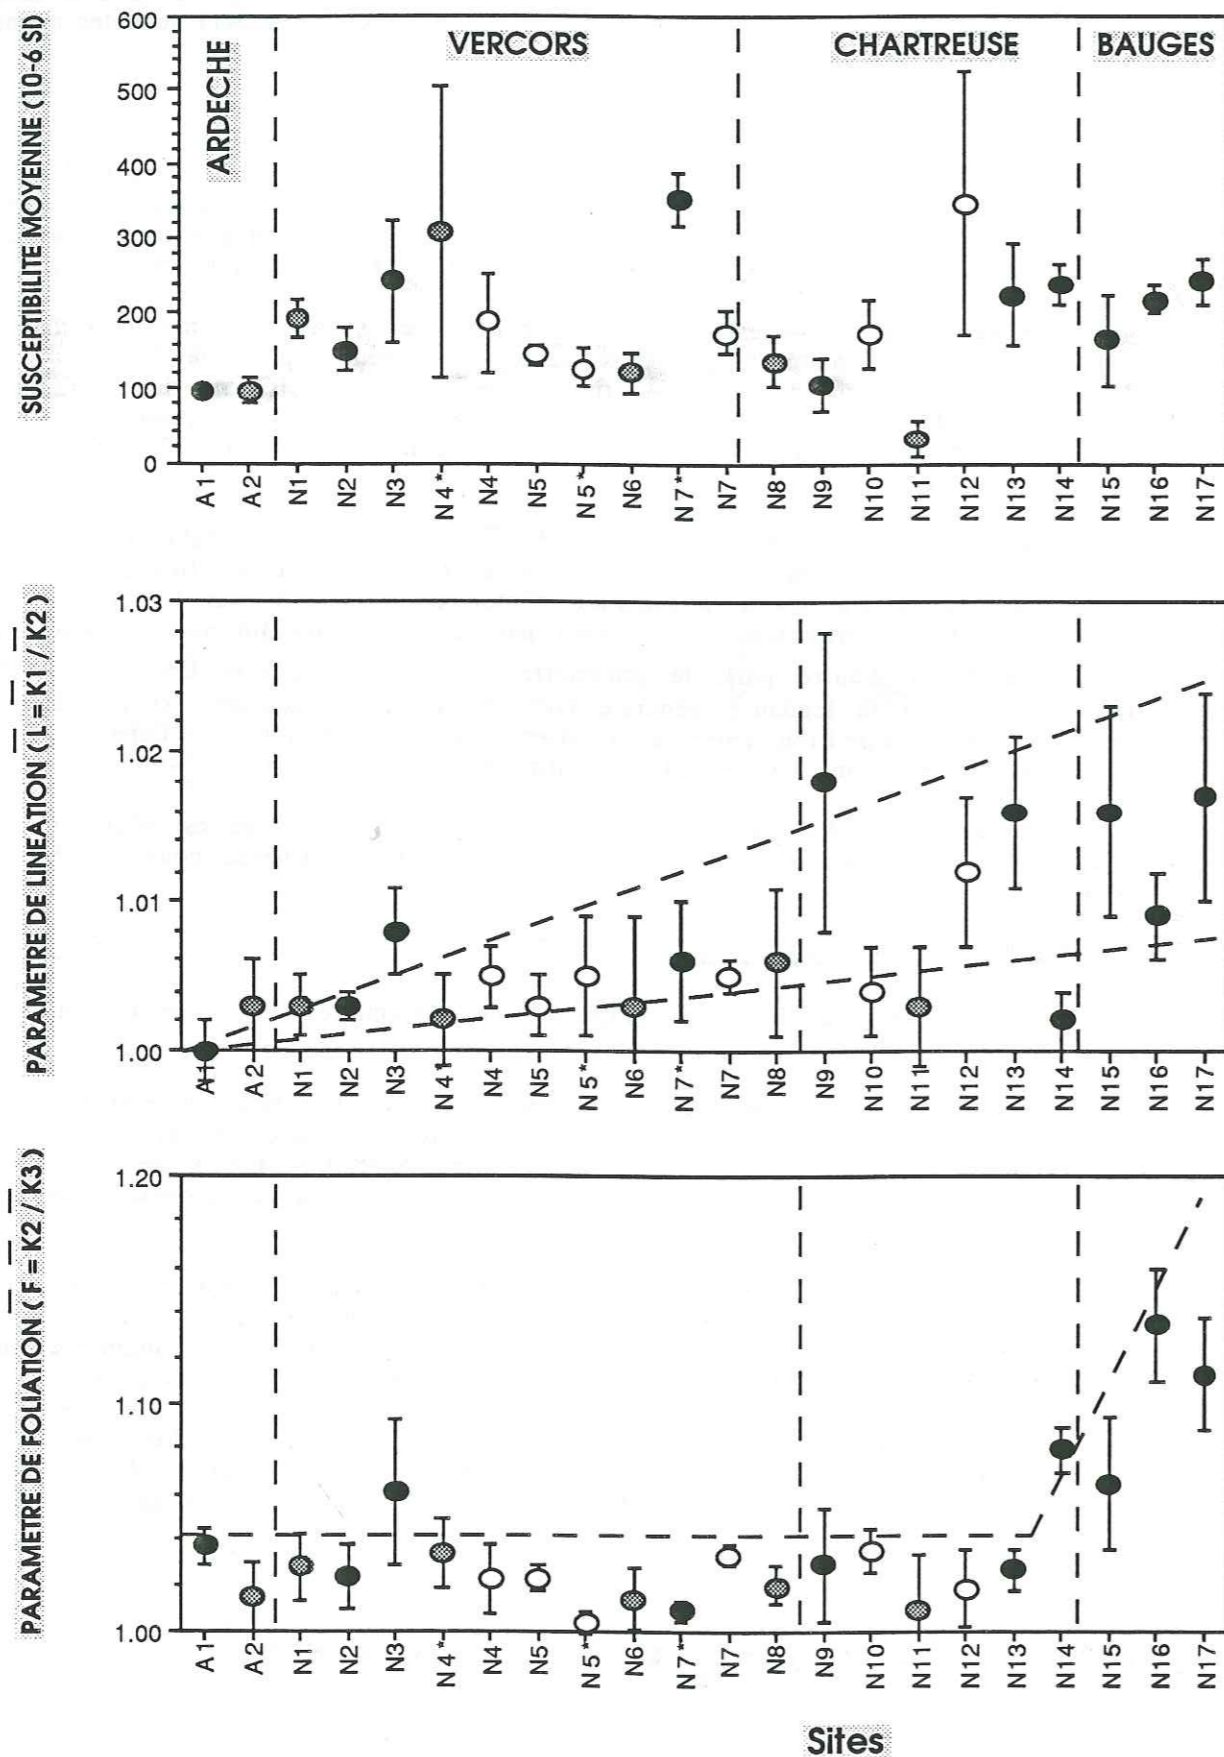 SUSCEPTIBILITE MOYENNE (10-6 SI)
600
500
400
300
200
100
0
ARDECHE
VERCORS
CHARTREUSE
BAUGES
A1
A2
N1
N2
N3
N4*
N4
N5
N5*
N6
N7*
N7
N8
N9
N10
N11
N12
N13
N14
N15
N16
N17
PARAMETRE DE LINEATION ( L = K1 / K2)
1.03
1.02
1.01
1.00
A1
A2
N1
N2
N3
N4*
N4
N5
N5*
N6
N7*
N7
N8
N9
N10
N11
N12
N13
N14
N15
N16
N17
PARAMETRE DE FOLIATION ( F = K2 / K3)
1.20
1.10
1.00
A1
A2
N1
N2
N3
N4*
N4
N5
N5*
N6
N7*
N7
N8
N9
N10
N11
N12
N13
N14
N15
N16
N17
Sites